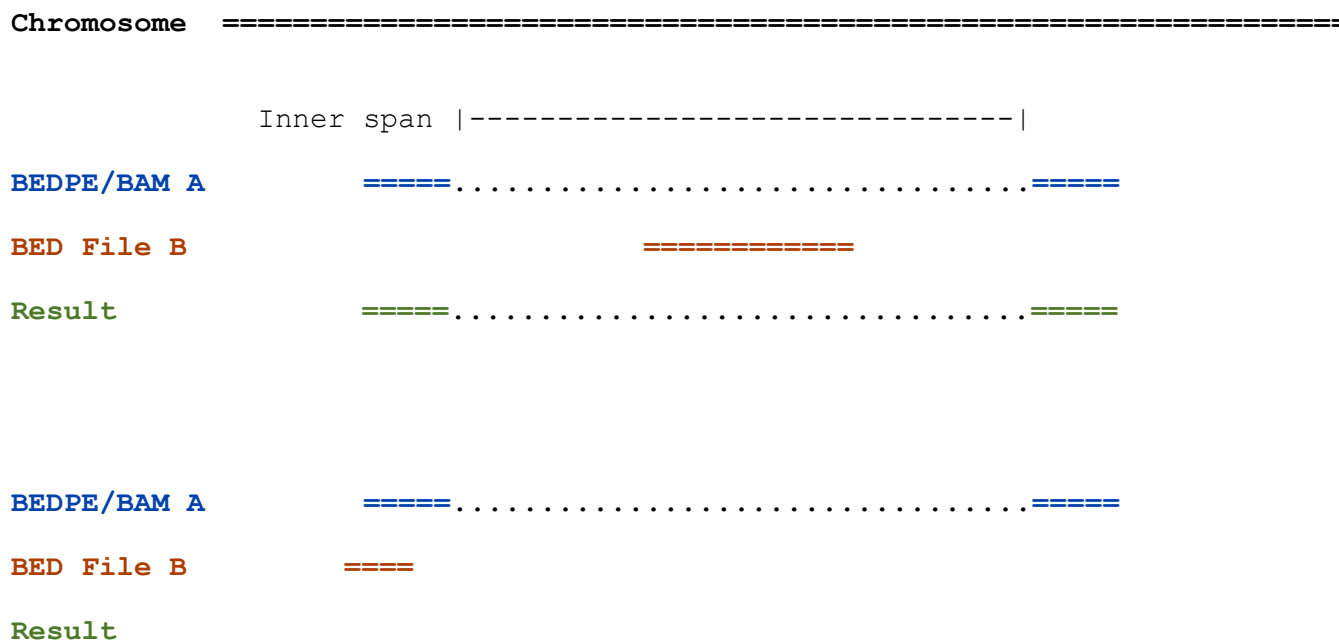 Chromosome  ================================================================
Inner span |-------------------------------|
BEDPE/BAM A         =====.................................=====
BED File B                          ============
Result              =====.................................=====
BEDPE/BAM A         =====.................................=====
BED File B         ====
Result